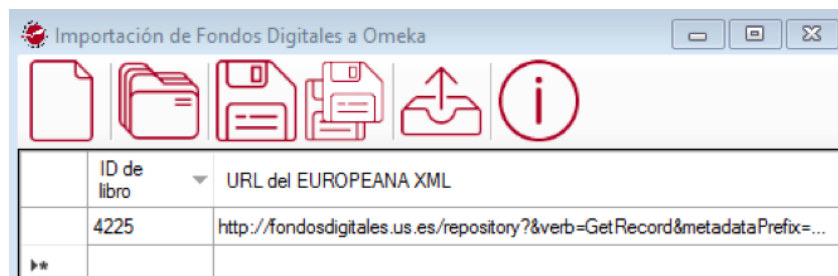 Importación de Fondos Digitales a Omeka
ID de
libro
URL del EUROPEANA XML
4225
http://fondosdigitales.us.es/repository?&verb=GetRecord&metadataPrefix=...